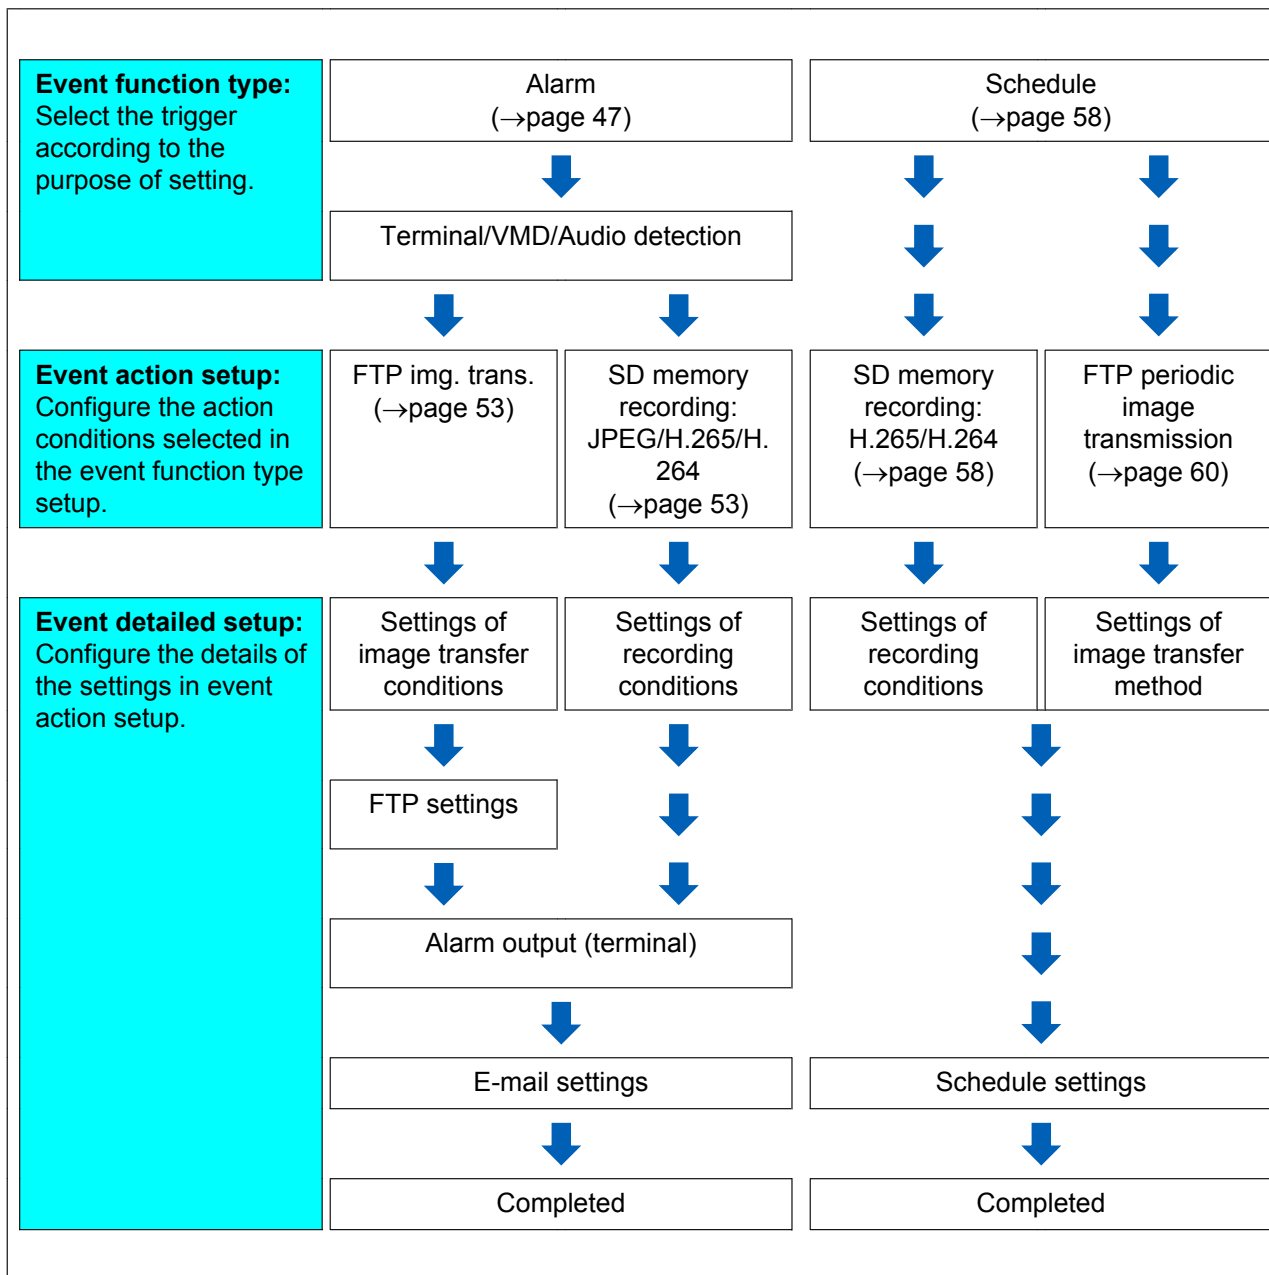 Event function type:
Select the trigger
according to the
purpose of setting.
Alarm
(→page 47)
Schedule
(→page 58)
Terminal/VMD/Audio detection
Event action setup:
Configure the action
conditions selected in
the event function type
setup.
FTP img. trans.
(→page 53)
SD memory
recording:
JPEG/H.265/H.
264
(→page 53)
SD memory
recording:
H.265/H.264
(→page 58)
FTP periodic
image
transmission
(→page 60)
Event detailed setup:
Configure the details of
the settings in event
action setup.
Settings of
image transfer
conditions
Settings of
recording
conditions
Settings of
recording
conditions
Settings of
image transfer
method
FTP settings
Alarm output (terminal)
E-mail settings
Schedule settings
Completed
Completed